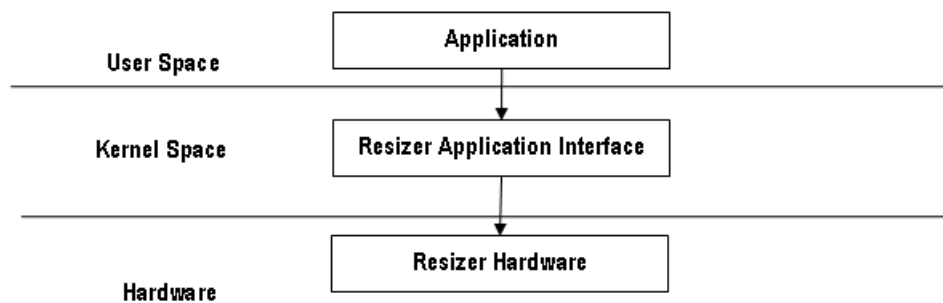 Application
User Space
Kernel Space
Resizer Application Interface
Resizer Hardware
Hardware